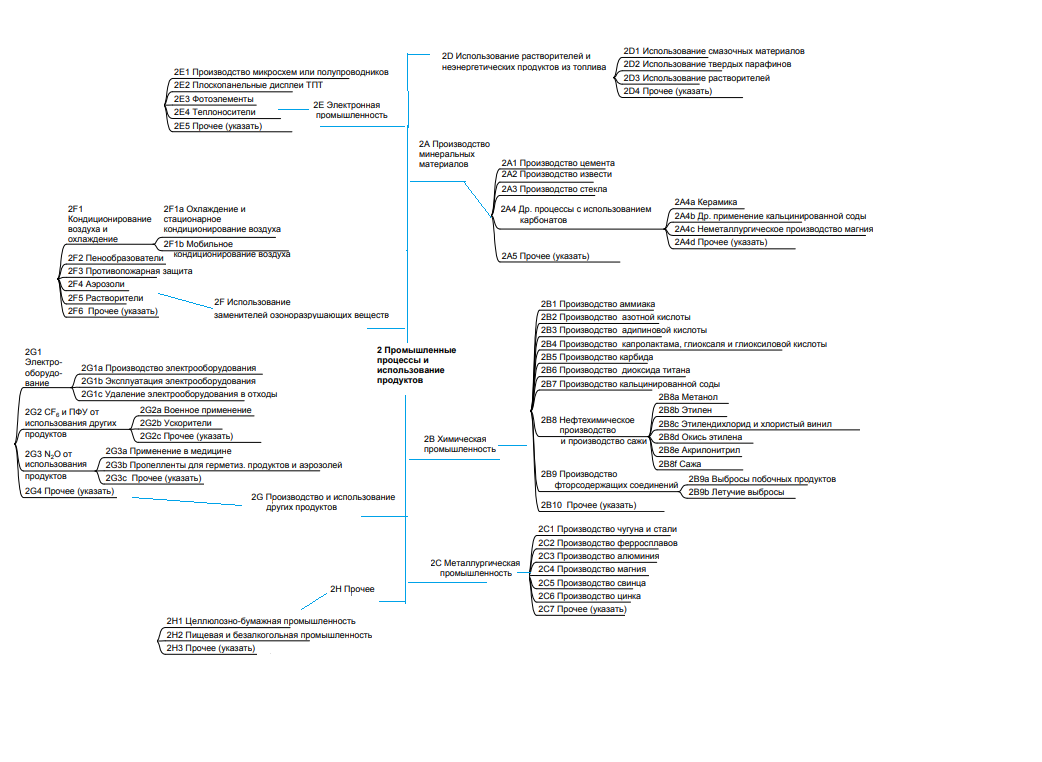 2 Промышленные
процессы и
использование
продуктов
2A Производство
минеральных
материалов
2A1 Производство цемента
2A2 Производство извести
2A3 Производство стекла
2A4 Др. процессы с использованием
карбонатов
2A4a Керамика
2A4b Др. применение кальцинированной соды
2A4c Неметаллургическое производство магния
2A4d Прочее (указать)
2A5 Прочее (указать)
2B Химическая
промышленность
2B1 Производство аммиака
2B2 Производство азотной кислоты
2B3 Производство адипиновой кислоты
2B4 Производство капролактама, глиоксаля и глиоксиловой кислоты
2B5 Производство карбида
2B6 Производство диоксида титана
2B7 Производство кальцинированной соды
2B8 Нефтехимическое
производство
и производство сажи
2B8a Метанол
2B8b Этилен
2B8c Этилендихлорид и хлористый винил
2B8d Окись этилена
2B8e Акрилонитрил
2B8f Сажа
2B9 Производство
фторсодержащих соединений
2B9a Выбросы побочных продуктов
2B9b Летучие выбросы
2B10 Прочее (указать)
2C Металлургическая
промышленность
2C1 Производство чугуна и стали
2C2 Производство ферросплавов
2C3 Производство алюминия
2C4 Производство магния
2C5 Производство свинца
2C6 Производство цинка
2C7 Прочее (указать)
2D Использование растворителей и
неэнергетических продуктов из топлива
2D1 Использование смазочных материалов
2D2 Использование твердых парафинов
2D3 Использование растворителей
2D4 Прочее (указать)
2E Электронная
промышленность
2E1 Производство микросхем или полупроводников
2E2 Плоскопанельные дисплеи ТПТ
2E3 Фотоэлементы
2E4 Теплоносители
2E5 Прочее (указать)
2F Использование
заменителей озоноразрушающих веществ
2F1
Кондиционирование
воздуха и
охлаждение
2F1a Охлаждение и
стационарное
кондиционирование воздуха
2F1b Мобильное
кондиционирование воздуха
2F2 Пенообразователи
2F3 Противопожарная защита
2F4 Аэрозоли
2F5 Растворители
2F6 Прочее (указать)
2G Производство и использование
других продуктов
2G1
Электро-
оборудо-
вание
2G1a Производство электрооборудования
2G1b Эксплуатация электрооборудования
2G1c Удаление электрооборудования в отходы
2G2 CF₆ и ПФУ от
использования других
продуктов
2G2a Военное применение
2G2b Ускорители
2G2c Прочее (указать)
2G3 N₂O от
использования
продуктов
2G3a Применение в медицине
2G3b Пропелленты для герметиз. продуктов и аэрозолей
2G3c Прочее (указать)
2G4 Прочее (указать)
2H Прочее
2H1 Целлюлозно-бумажная промышленность
2H2 Пищевая и безалкогольная промышленность
2H3 Прочее (указать)